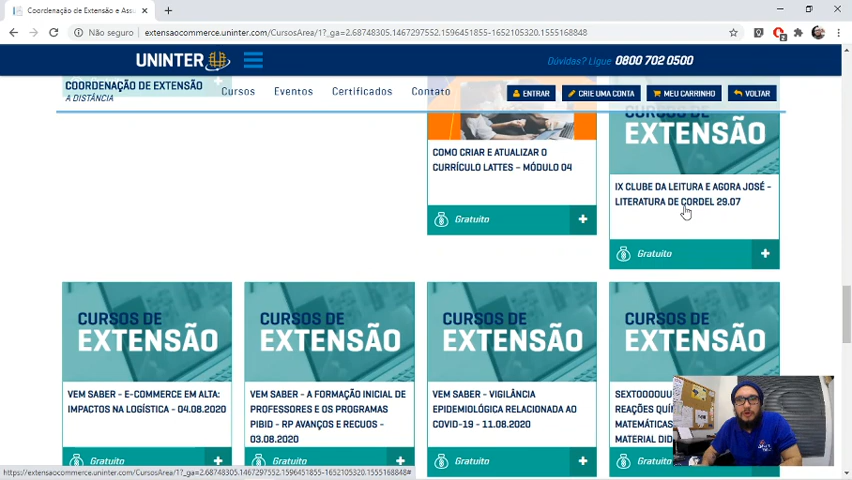 Coordenação de Extensão e Ass
Não seguro
extensaocommerce.uninter.com/CursosArea/1?_ga=2.68748305.1467297552.1596451855-1652105320.1555168848
UNINTER
Dúvidas? Ligue 0800 702 0500
COORDENAÇÃO DE EXTENSÃO
A DISTÂNCIA
Cursos Eventos Certificados Contato
ENTRAR CRIE UMA CONTA MEU CARRINHO VOLTAR
CURSOS DE
EXTENSÃO
COMO CRIAR E ATUALIZAR O
CURRÍCULO LATTES – MÓDULO 04
Gratuito +
IX CLUBE DA LEITURA E AGORA JOSÉ -
LITERATURA DE CORDEL 29.07
Gratuito +
CURSOS DE
EXTENSÃO
VEM SABER - E-COMMERCE EM ALTA:
IMPACTOS NA LOGÍSTICA - 04.08.2020
Gratuito +
CURSOS DE
EXTENSÃO
VEM SABER - A FORMAÇÃO INICIAL DE
PROFESSORES E OS PROGRAMAS
PIBID - RP AVANÇOS E RECUOS -
03.08.2020
Gratuito +
CURSOS DE
EXTENSÃO
VEM SABER - VIGILÂNCIA
EPIDEMIOLÓGICA RELACIONADA AO
COVID-19 - 11.08.2020
Gratuito +
CURSOS DE
EXTENSÃO
REAÇÕES
MATEMÁTICAS
MATERIAL
Gratuito
https://extensaocommerce.uninter.com/CursosArea/1?_ga=2.68748305.1467297552.1596451855-1652105320.1555168848#